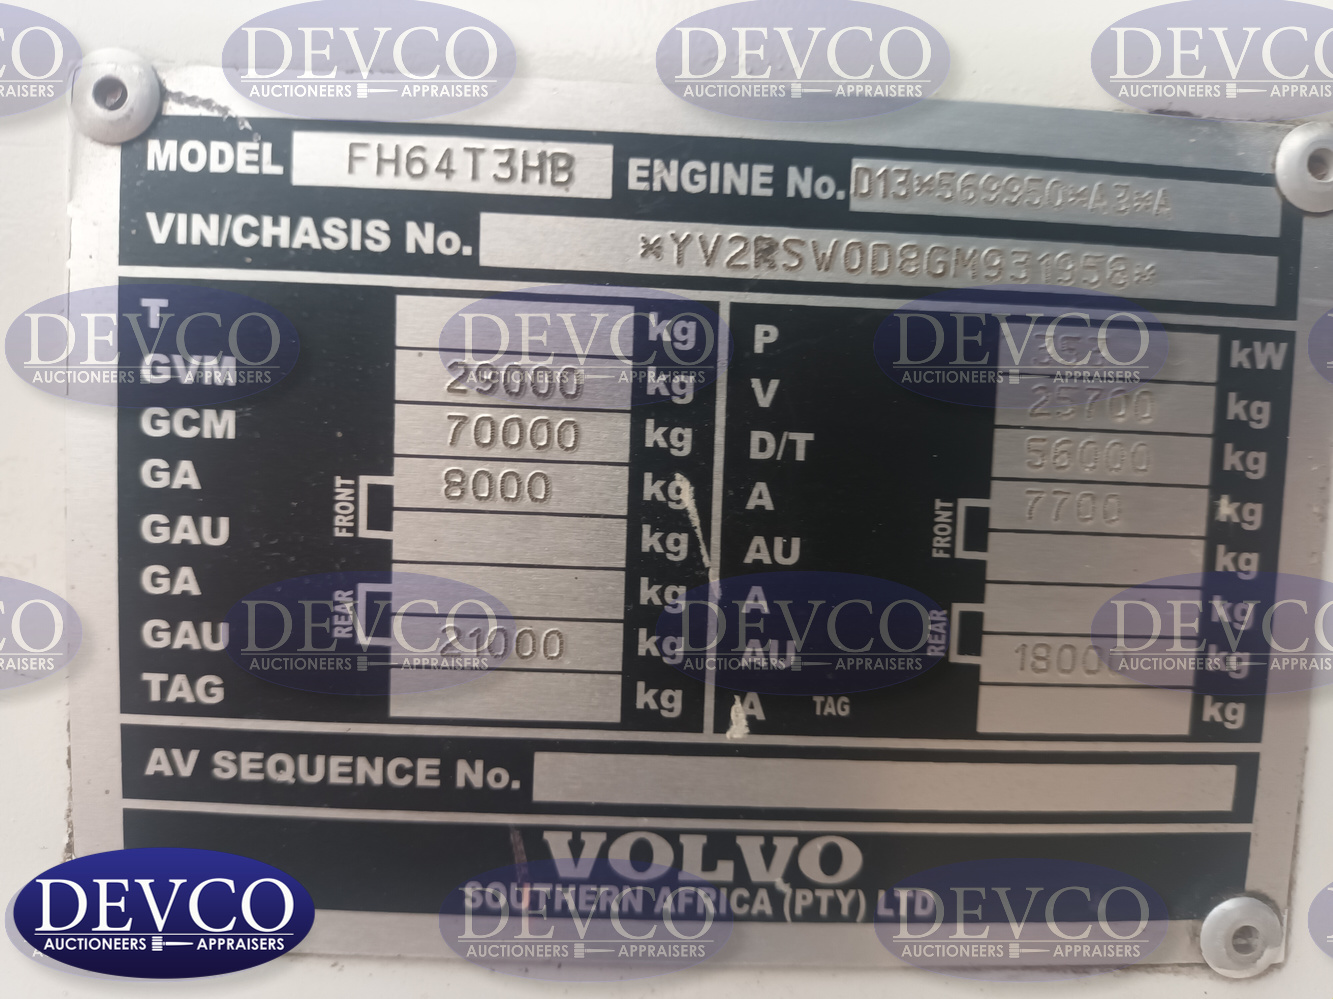 MODEL FH64T3HB ENGINE No. D13*569950*A3*A
VIN/CHASIS No. *YV2RSW0D8GM931958*
T kg P kW
GVM 29000 kg V 25700 kg
GCM 70000 kg D/T 56000 kg
GA FRONT 8000 kg A FRONT 7700 kg
GAU kg AU kg
GA REAR kg A REAR kg
GAU 21000 kg AU kg
TAG kg A TAG kg
AV SEQUENCE No.
VOLVO
SOUTHERN AFRICA (PTY) LTD
DEVCO
AUCTIONEERS APPRAISERS